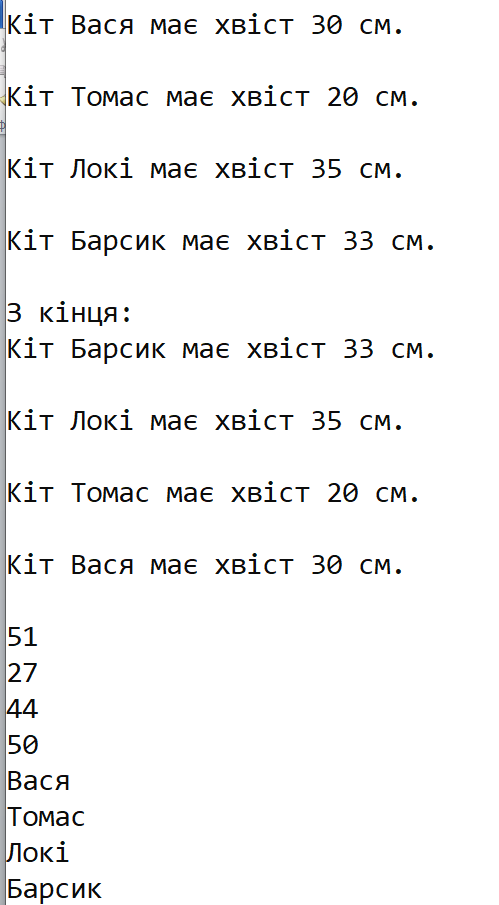 Кіт Вася має хвіст 30 см.
Кіт Томас має хвіст 20 см.
Кіт Локі має хвіст 35 см.
Кіт Барсик має хвіст 33 см.
З кінця:
Кіт Барсик має хвіст 33 см.
Кіт Локі має хвіст 35 см.
Кіт Томас має хвіст 20 см.
Кіт Вася має хвіст 30 см.
51
27
44
50
Вася
Томас
Локі
Барсик